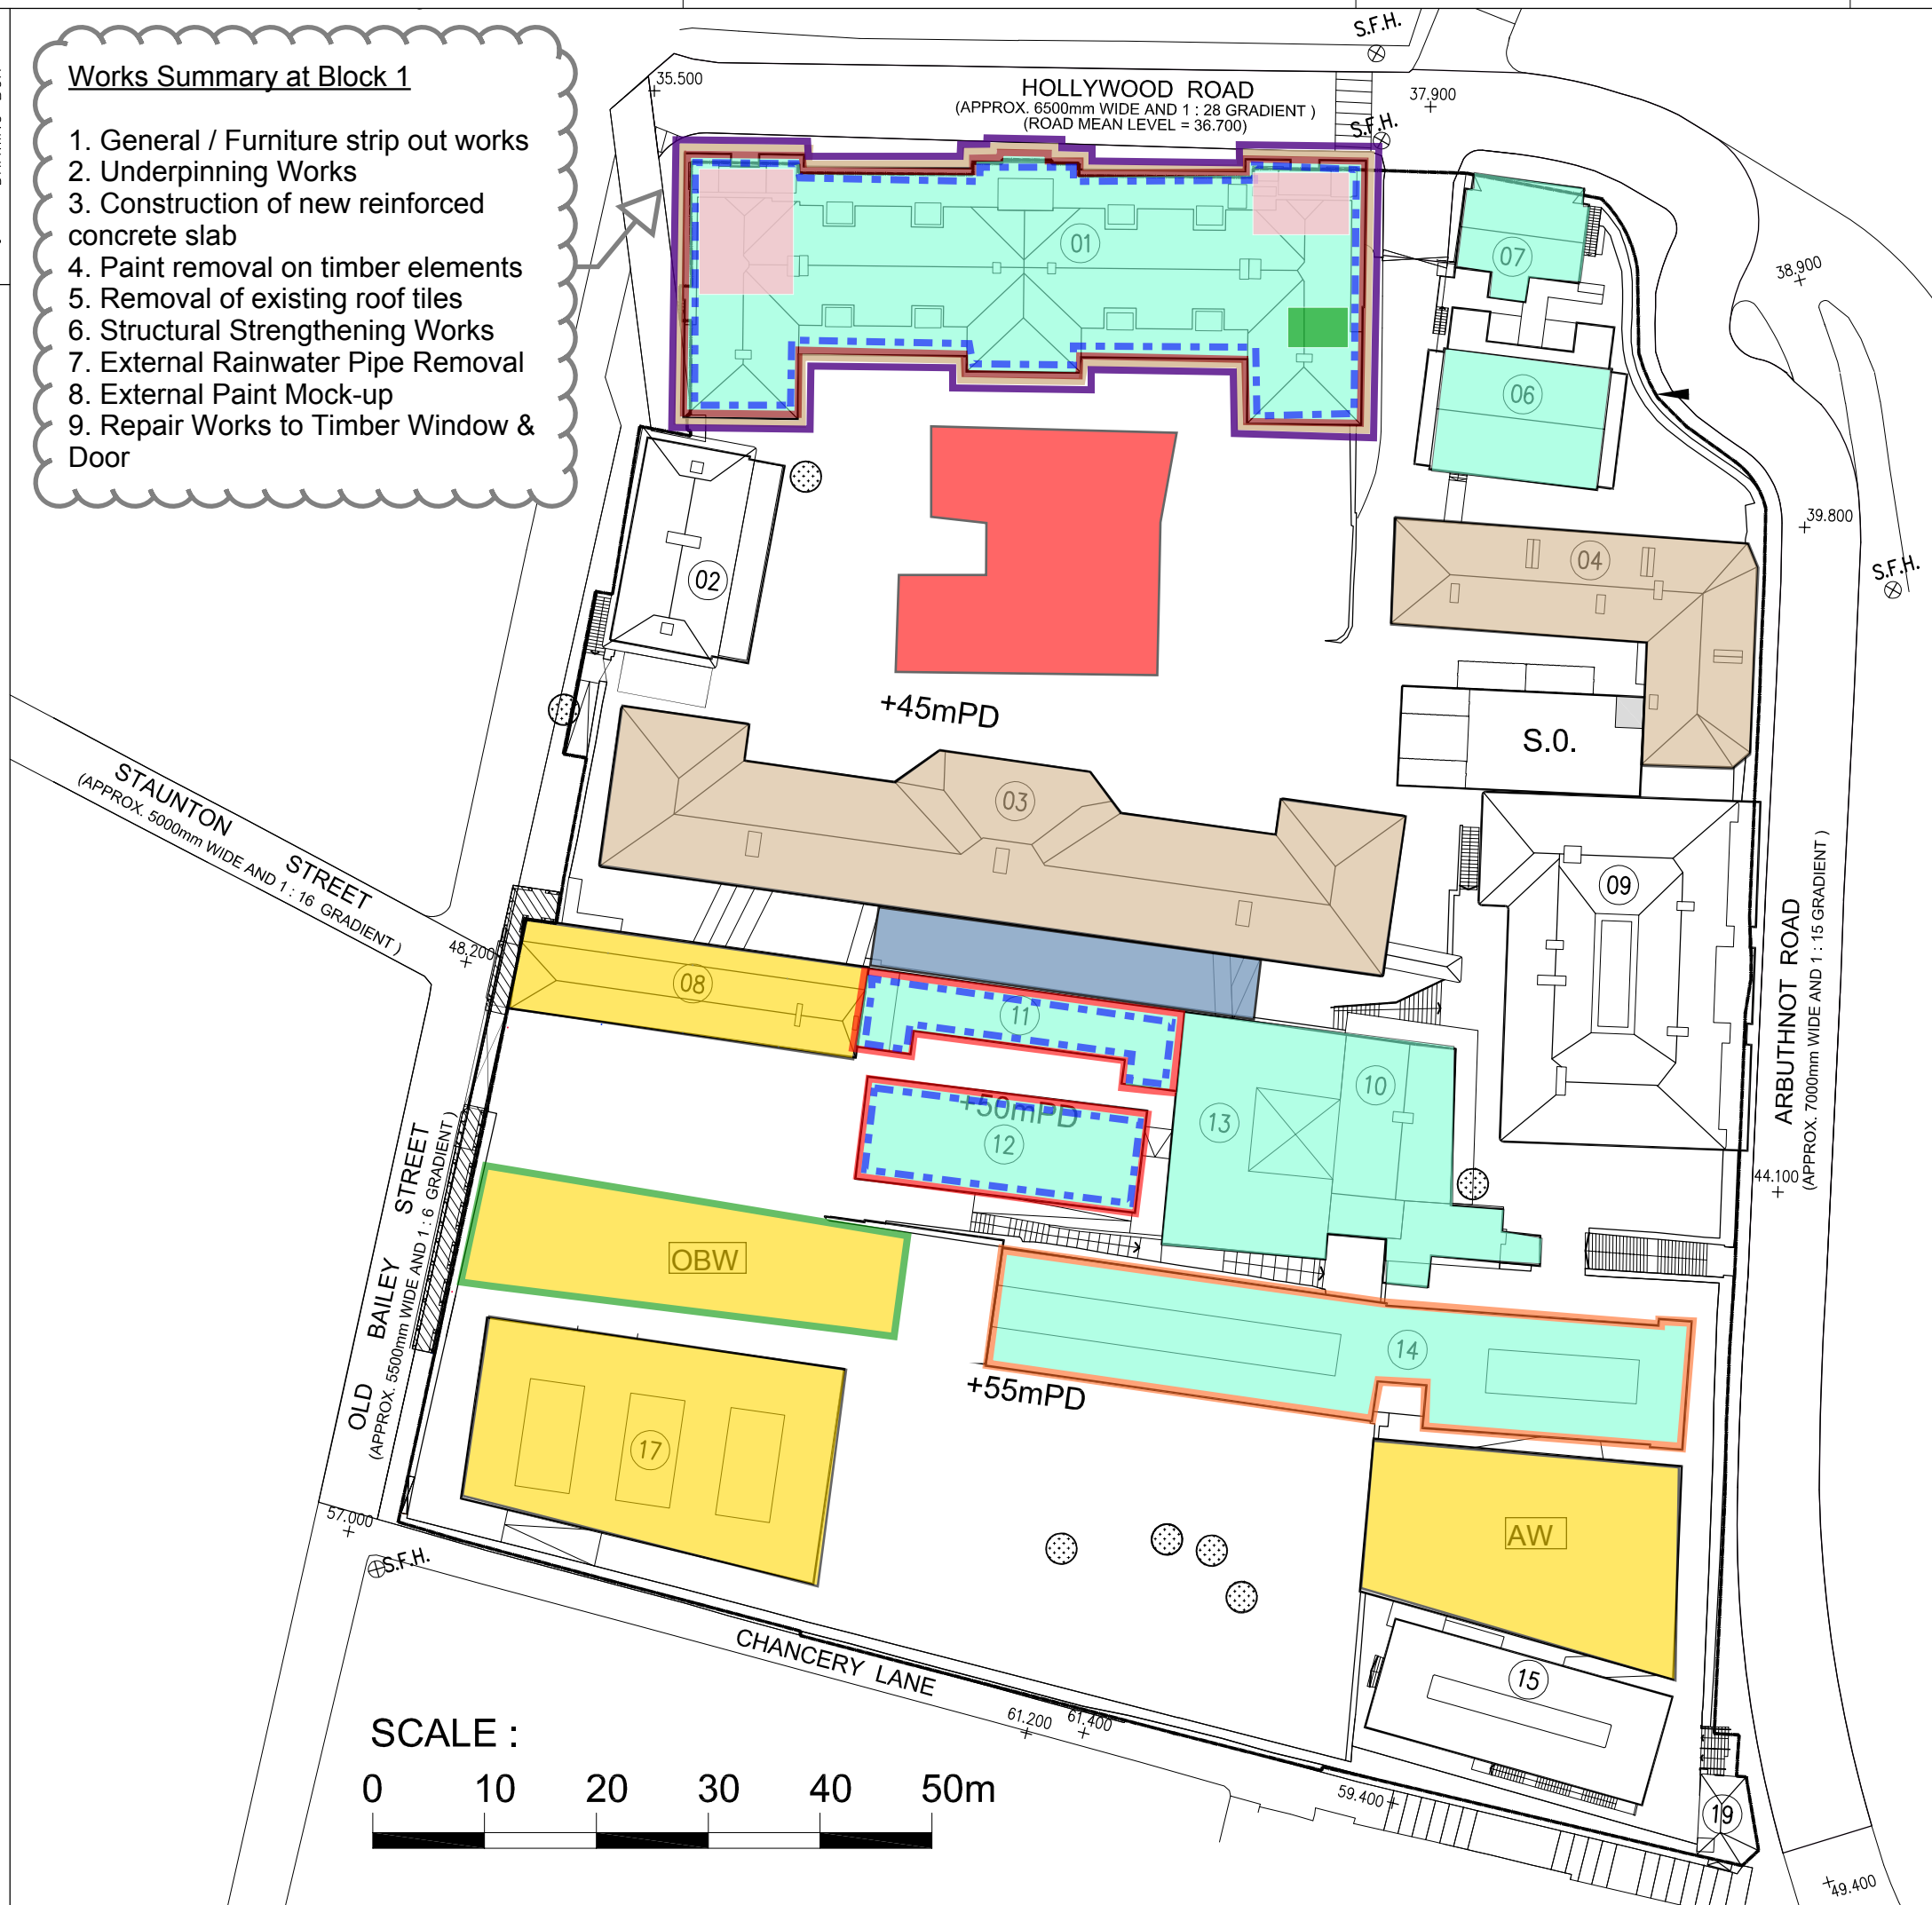 Works Summary at Block 1
1. General / Furniture strip out works
2. Underpinning Works
3. Construction of new reinforced
concrete slab
4. Paint removal on timber elements
5. Removal of existing roof tiles
6. Structural Strengthening Works
7. External Rainwater Pipe Removal
8. External Paint Mock-up
9. Repair Works to Timber Window &
Door
S.F.H.
35.500
HOLLYWOOD ROAD
(APPROX. 6500mm WIDE AND 1 : 28 GRADIENT )
(ROAD MEAN LEVEL = 36.700)
37.900
S.F.H.
01
07
38.900
06
39.800
04
S.F.H.
02
+45mPD
S.O.
STAUNTON
STREET
(APPROX. 5000mm WIDE AND 1 : 16 GRADIENT )
03
09
48.200
08
11
10
13
+50mPD
12
ARBUTHNOT ROAD
(APPROX. 7000mm WIDE AND 1 : 15 GRADIENT )
44.100
OLD BAILEY STREET
(APPROX. 5500mm WIDE AND 1 : 6 GRADIENT )
OBW
14
+55mPD
17
AW
57.000
S.F.H.
CHANCERY LANE
15
61.200
61.400
59.400
19
49.400
SCALE :
0 10 20 30 40 50m